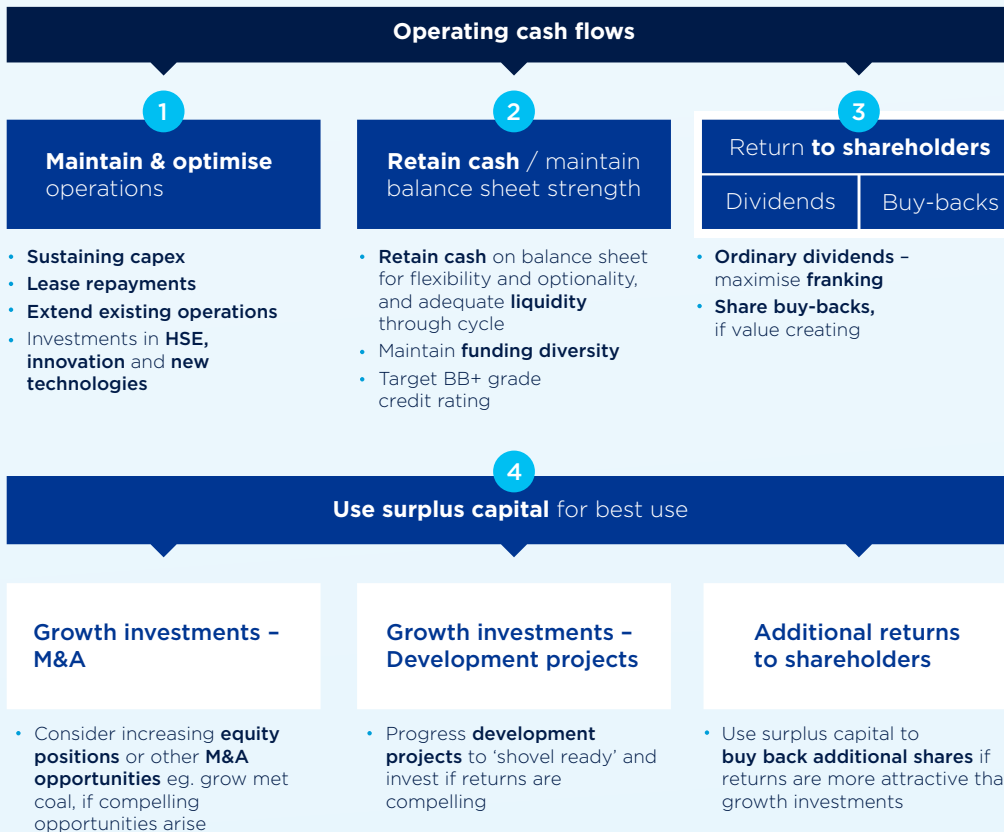 Operating cash flows
1
Maintain & optimise
operations
• Sustaining capex
• Lease repayments
• Extend existing operations
• Investments in HSE,
innovation and new
technologies
2
Retain cash / maintain
balance sheet strength
• Retain cash on balance sheet
for flexibility and optionality,
and adequate liquidity
through cycle
• Maintain funding diversity
• Target BB+ grade
credit rating
3
Return to shareholders
Dividends
Buy-backs
• Ordinary dividends –
maximise franking
• Share buy-backs,
if value creating
4
Use surplus capital for best use
Growth investments –
M&A
• Consider increasing equity
positions or other M&A
opportunities eg. grow met
coal, if compelling
opportunities arise
Growth investments –
Development projects
• Progress development
projects to ‘shovel ready’ and
invest if returns are
compelling
Additional returns
to shareholders
• Use surplus capital to
buy back additional shares if
returns are more attractive tha
growth investments